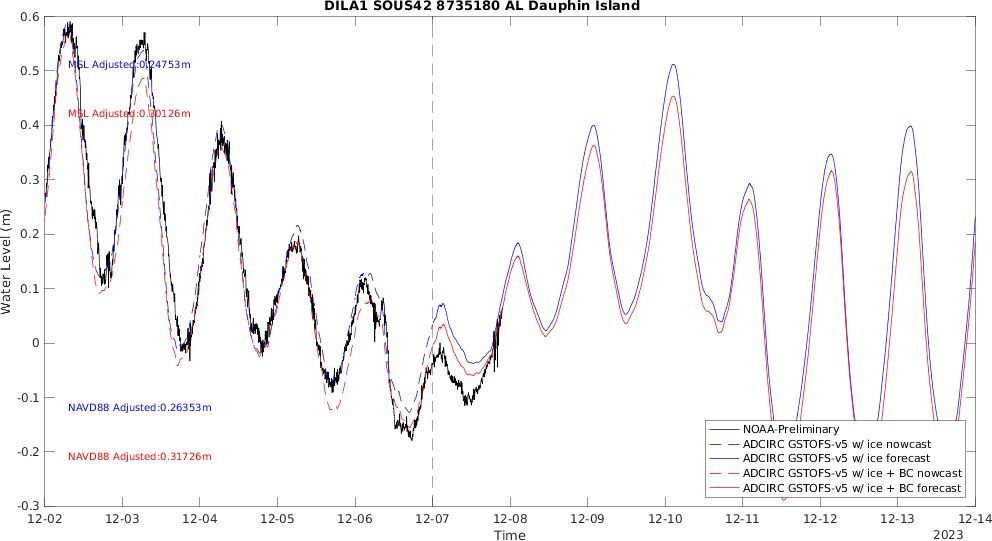 DILA1 SOUS42 8735180 AL Dauphin Island
Water Level (m)
0.6
0.5
0.4
0.3
0.2
0.1
0
-0.1
-0.2
-0.3
MSL Adjusted:0.24753m
MSL Adjusted:0.30126m
NAVD88 Adjusted:0.26353m
NAVD88 Adjusted:0.31726m
NOAA-Preliminary
ADCIRC GSTOFS-v5 w/ ice nowcast
ADCIRC GSTOFS-v5 w/ ice forecast
ADCIRC GSTOFS-v5 w/ ice + BC nowcast
ADCIRC GSTOFS-v5 w/ ice + BC forecast
12-02 12-03 12-04 12-05 12-06 12-07 12-08 12-09 12-10 12-11 12-12 12-13 12-14
Time
2023